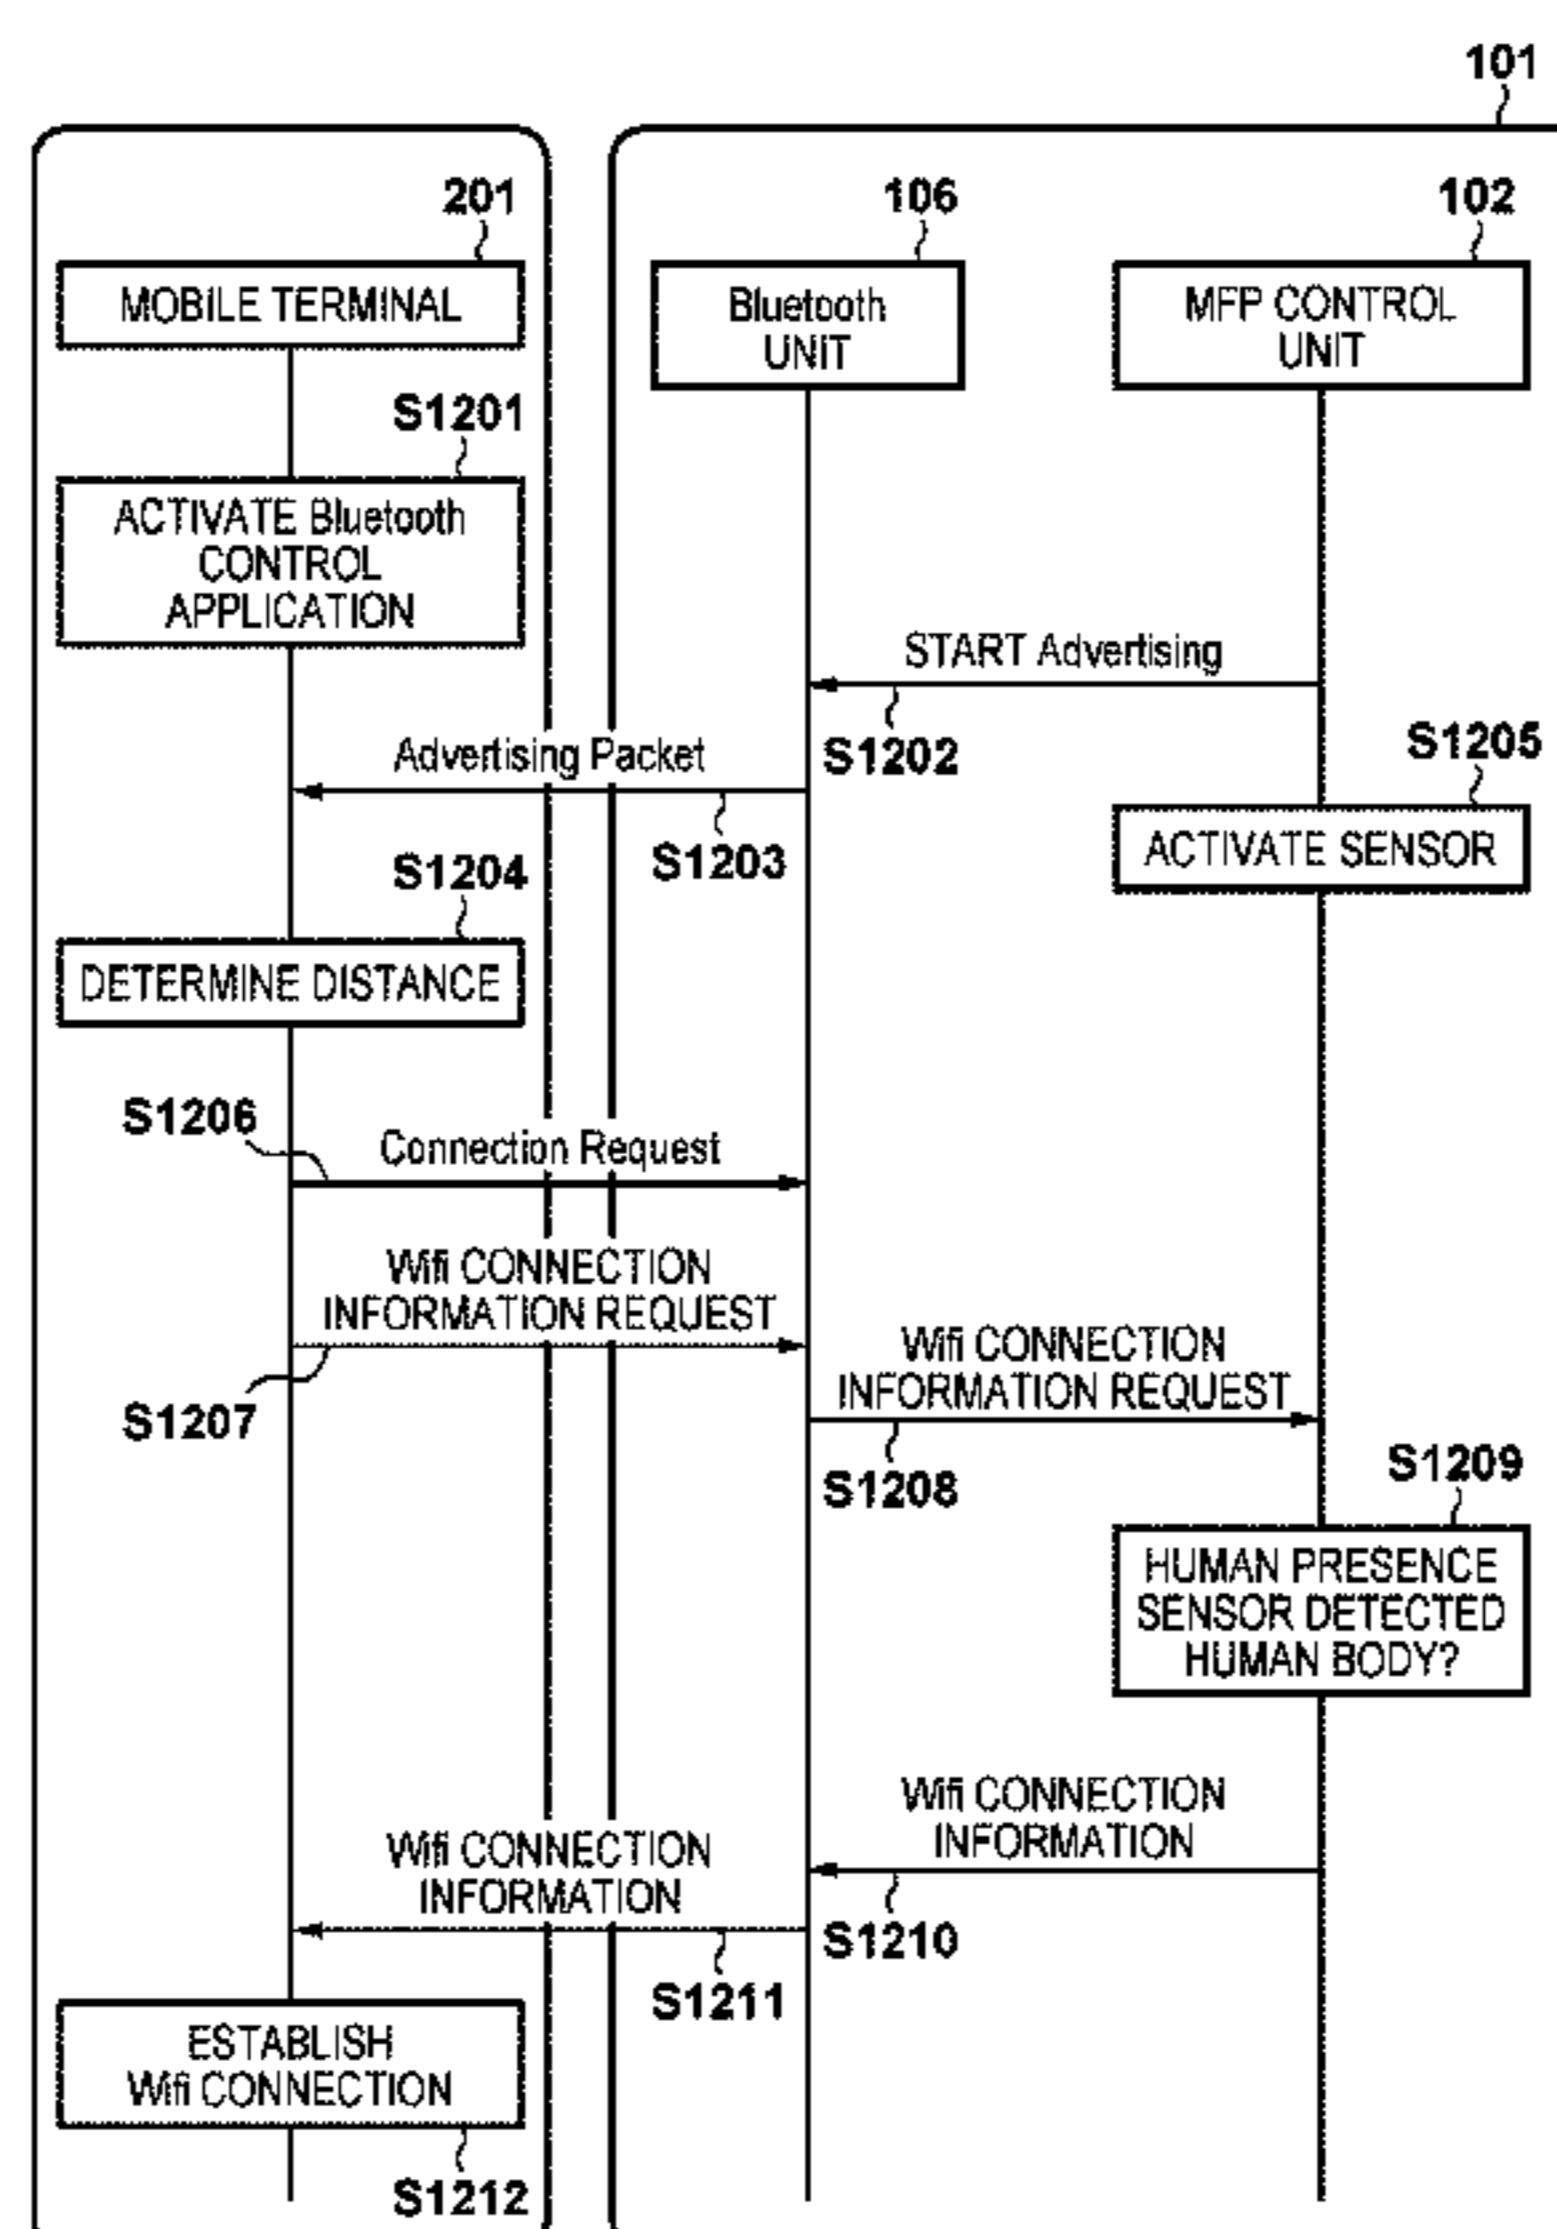 101
201
106
102
MOBILE TERMINAL
Bluetooth
UNIT
MFP CONTROL
UNIT
S1201
ACTIVATE Bluetooth
CONTROL
APPLICATION
START Advertising
S1202
Advertising Packet
S1203
S1205
ACTIVATE SENSOR
S1204
DETERMINE DISTANCE
S1206
Connection Request
Wifi CONNECTION
INFORMATION REQUEST
S1207
Wifi CONNECTION
INFORMATION REQUEST
S1208
S1209
HUMAN PRESENCE
SENSOR DETECTED
HUMAN BODY?
Wifi CONNECTION
INFORMATION
S1210
Wifi CONNECTION
INFORMATION
S1211
ESTABLISH
Wifi CONNECTION
S1212